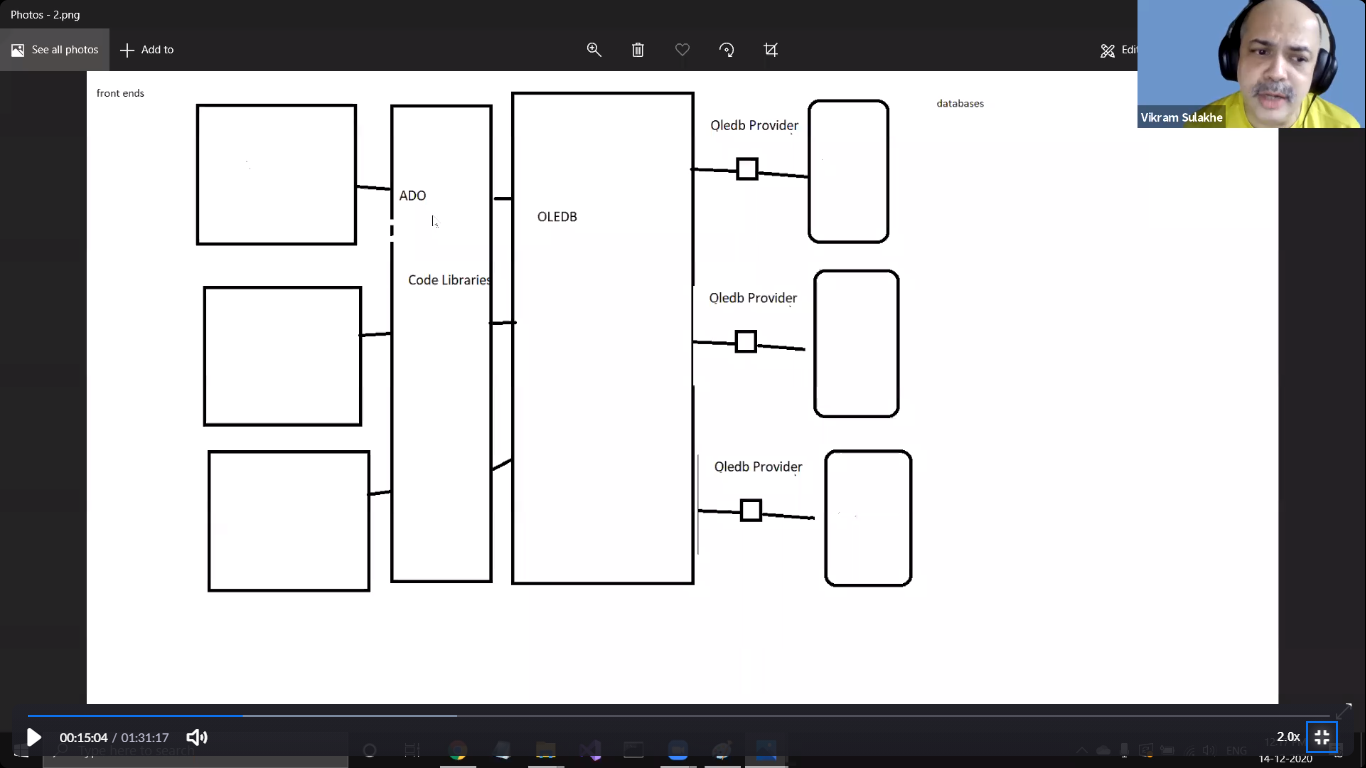 Photos - 2.png
See all photos
Add to
Edi
Vikram Sulakhe
front ends
databases
Oledb Provider
ADO
OLEDB
Code Libraries
Oledb Provider
Oledb Provider
00:15:04 / 01:31:17
2.0x
Type here to search
ENG
14-12-2020